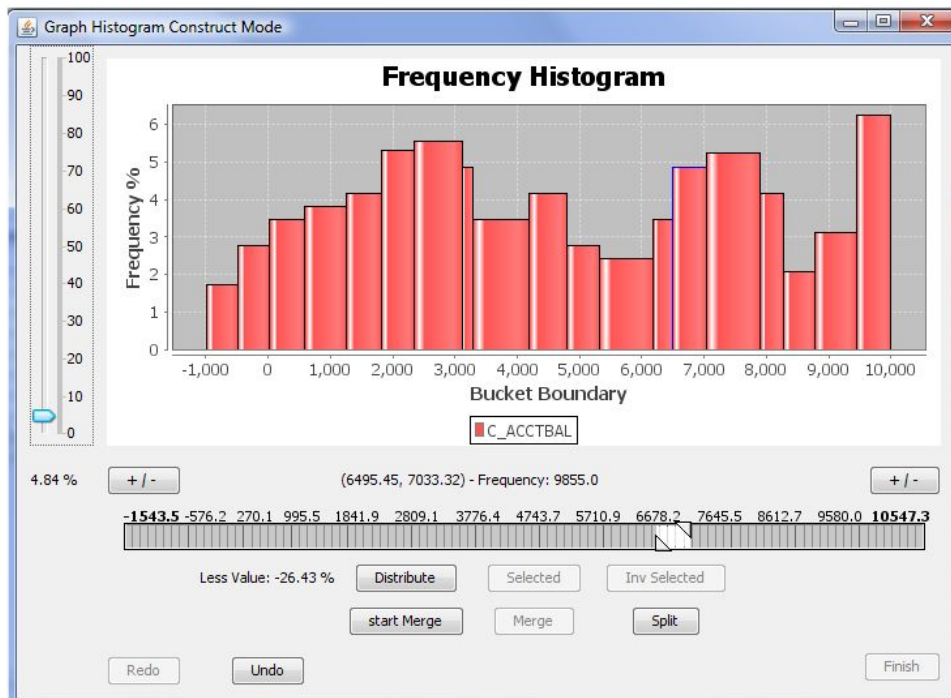 Graph Histogram Construct Mode
100
90
80
70
60
50
40
30
20
10
0
Frequency Histogram
Frequency %
6
5
4
3
2
1
0
-1,000 0 1,000 2,000 3,000 4,000 5,000 6,000 7,000 8,000 9,000 10,000
Bucket Boundary
C_ACCTBAL
4.84 % + / - (6495.45, 7033.32) - Frequency: 9855.0 + / -
-1543.5 -576.2 270.1 995.5 1841.9 2809.1 3776.4 4743.7 5710.9 6678.2 7645.5 8612.7 9580.0 10547.3
Less Value: -26.43 % Distribute Selected Inv Selected
start Merge Merge Split
Redo Undo Finish